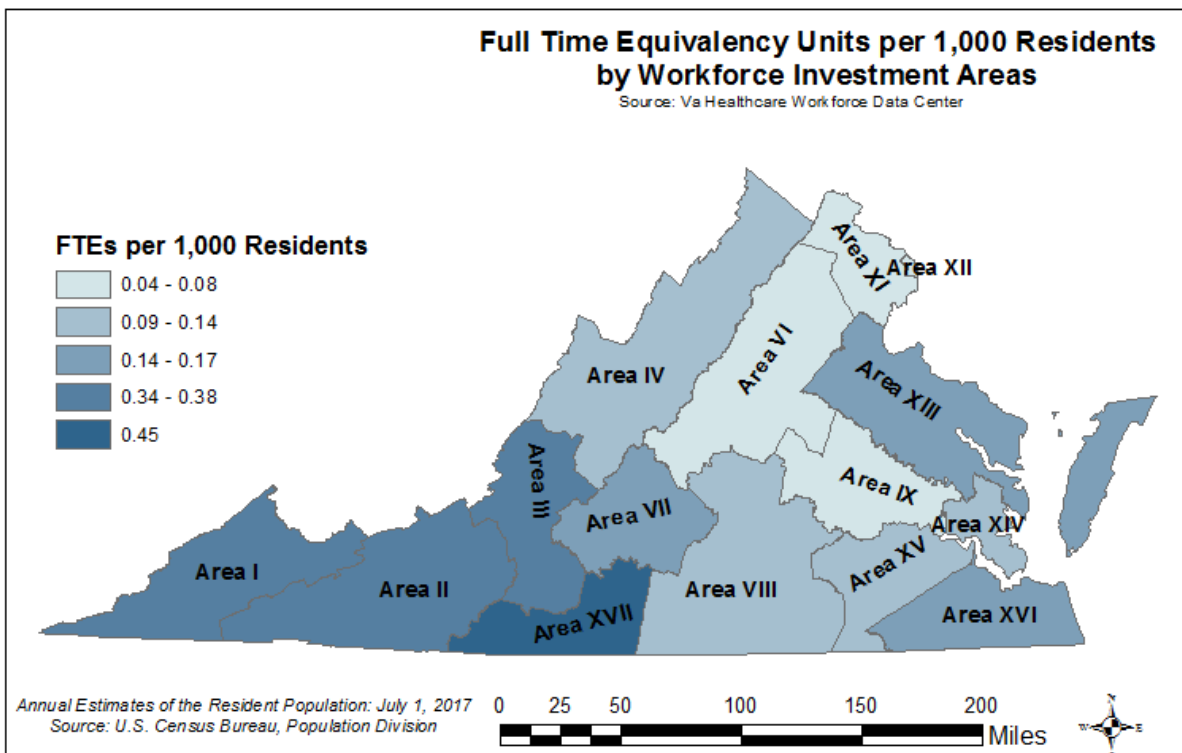 Full Time Equivalency Units per 1,000 Residents
by Workforce Investment Areas
Source: Va Healthcare Workforce Data Center
FTEs per 1,000 Residents
0.04 - 0.08
0.09 - 0.14
0.14 - 0.17
0.34 - 0.38
0.45
Area XI
Area XII
Area VI
Area IV
Area XIII
Area III
Area IX
Area VII
Area XIV
Area XV
Area I
Area II
Area VIII
Area XVI
Area XVII
Annual Estimates of the Resident Population: July 1, 2017
Source: U.S. Census Bureau, Population Division
0 25 50 100 150 200
Miles
N
W E
S